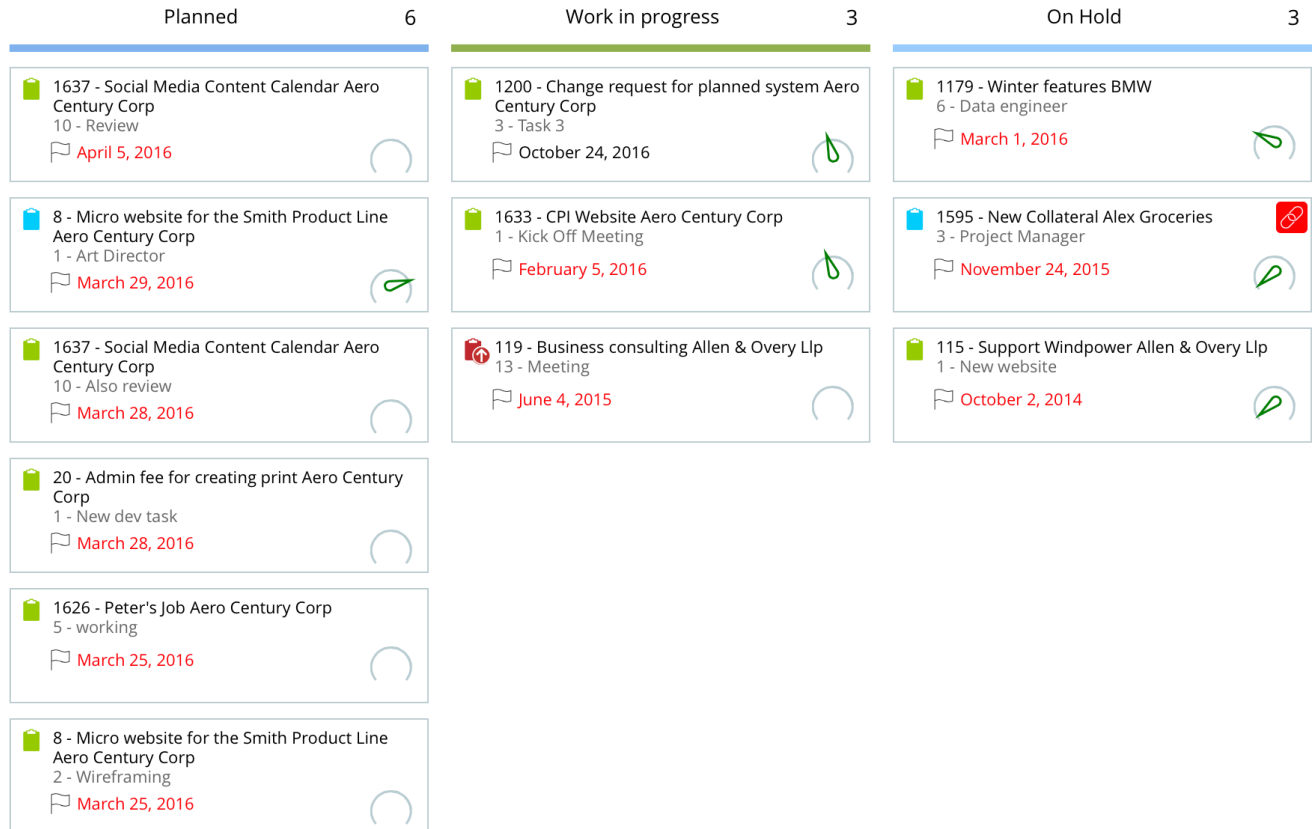 Planned 6
1637 - Social Media Content Calendar Aero
Century Corp
10 - Review
April 5, 2016
8 - Micro website for the Smith Product Line
Aero Century Corp
1 - Art Director
March 29, 2016
1637 - Social Media Content Calendar Aero
Century Corp
10 - Also review
March 28, 2016
20 - Admin fee for creating print Aero Century
Corp
1 - New dev task
March 28, 2016
1626 - Peter's Job Aero Century Corp
5 - working
March 25, 2016
8 - Micro website for the Smith Product Line
Aero Century Corp
2 - Wireframing
March 25, 2016
Work in progress 3
1200 - Change request for planned system Aero
Century Corp
3 - Task 3
October 24, 2016
1633 - CPI Website Aero Century Corp
1 - Kick Off Meeting
February 5, 2016
119 - Business consulting Allen & Overy Llp
13 - Meeting
June 4, 2015
On Hold 3
1179 - Winter features BMW
6 - Data engineer
March 1, 2016
1595 - New Collateral Alex Groceries
3 - Project Manager
November 24, 2015
115 - Support Windpower Allen & Overy Llp
1 - New website
October 2, 2014